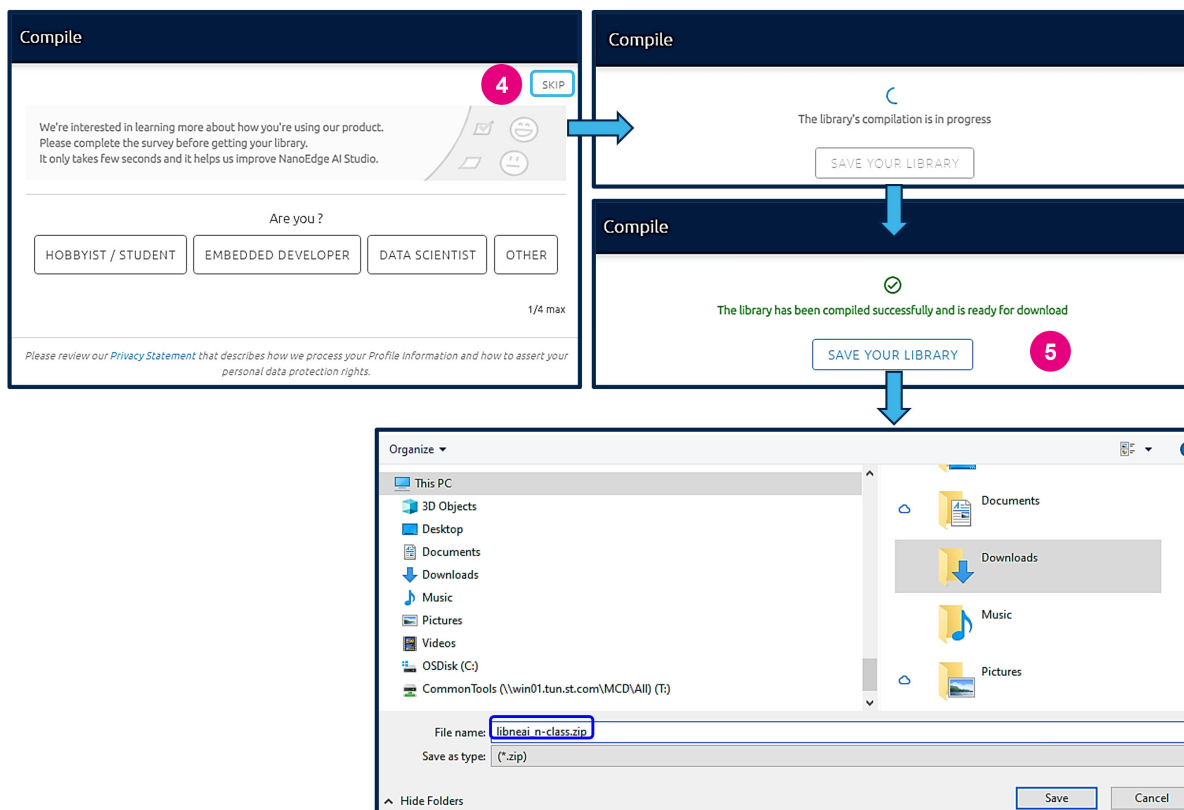 Compile
4
SKIP
We're interested in learning more about how you're using our product.
Please complete the survey before getting your library.
It only takes few seconds and it helps us improve NanoEdge AI Studio.
Are you ?
HOBBYIST / STUDENT
EMBEDDED DEVELOPER
DATA SCIENTIST
OTHER
1/4 max
Please review our Privacy Statement that describes how we process your Profile Information and how to assert your
personal data protection rights.
Compile
The library's compilation is in progress
SAVE YOUR LIBRARY
Compile
The library has been compiled successfully and is ready for download
SAVE YOUR LIBRARY
5
Organize
This PC
3D Objects
Desktop
Documents
Downloads
Music
Pictures
Videos
OSDisk (C:)
CommonTools (\\win01.tun.st.com\MCD\All) (T:)
Documents
Downloads
Music
Pictures
File name: libneai_n-class.zip
Save as type: (*.zip)
Hide Folders
Save
Cancel